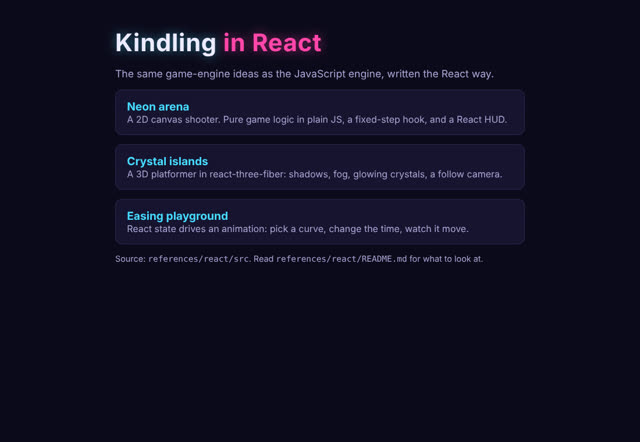 Kindling in React
The same game-engine ideas as the JavaScript engine, written the React way.
Neon arena
A 2D canvas shooter. Pure game logic in plain JS, a fixed-step hook, and a React HUD.
Crystal islands
A 3D platformer in react-three-fiber: shadows, fog, glowing crystals, a follow camera.
Easing playground
React state drives an animation: pick a curve, change the time, watch it move.
Source: references/react/src. Read references/react/README.md for what to look at.